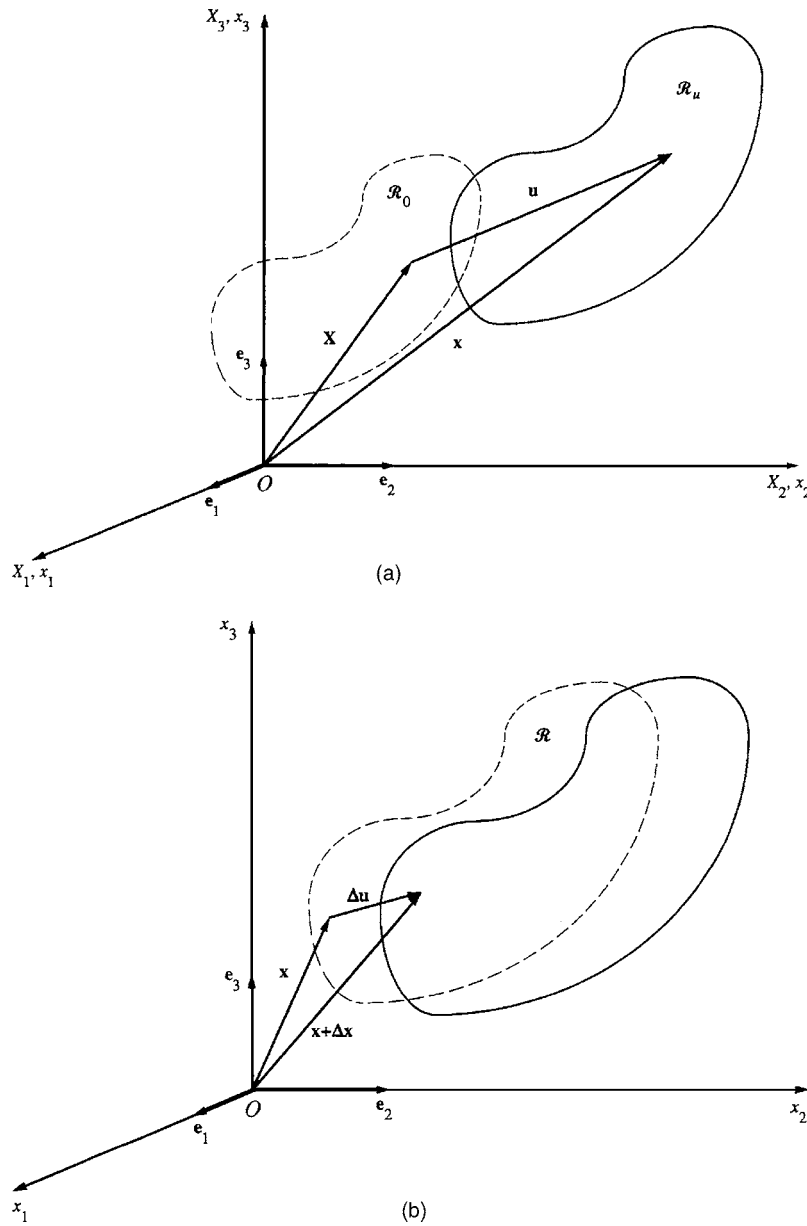 X₃, x₃
ℛᵤ
ℛ₀
u
X
x
e₃
O
e₂
X₂, x₂
e₁
X₁, x₁
(a)
x₃
ℛ
Δu
x
e₃
x+Δx
O
e₂
x₂
e₁
x₁
(b)